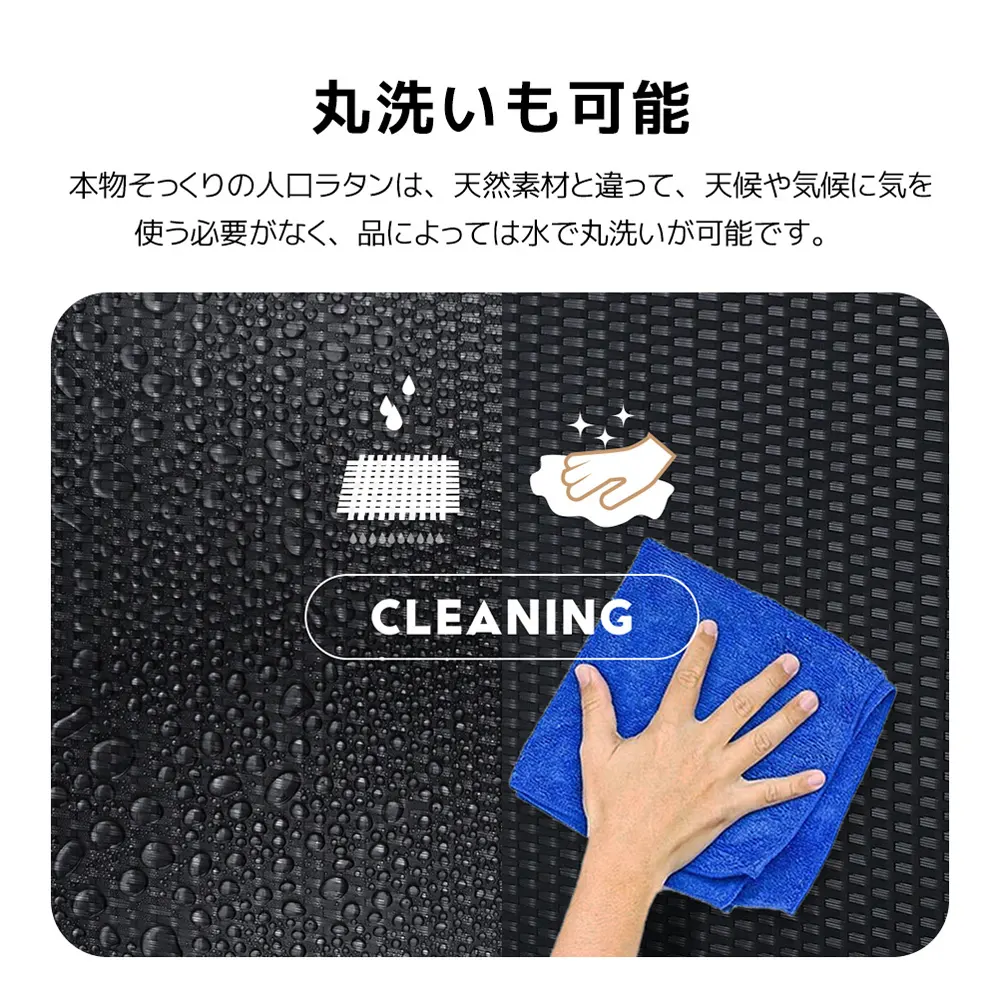 丸洗いも可能
本物そっくりの人口ラタンは、天然素材と違って、天候や気候に気を
使う必要がなく、品によっては水で丸洗いが可能です。
CLEANING